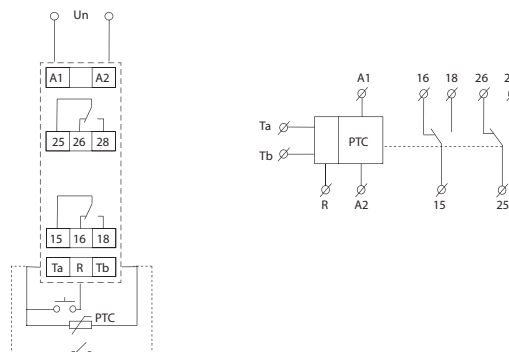 Un
A1 A2
25 26 28
15 16 18
Ta R Tb
PTC
A1 16 18 26
Ta
Tb
PTC
R A2 15 25